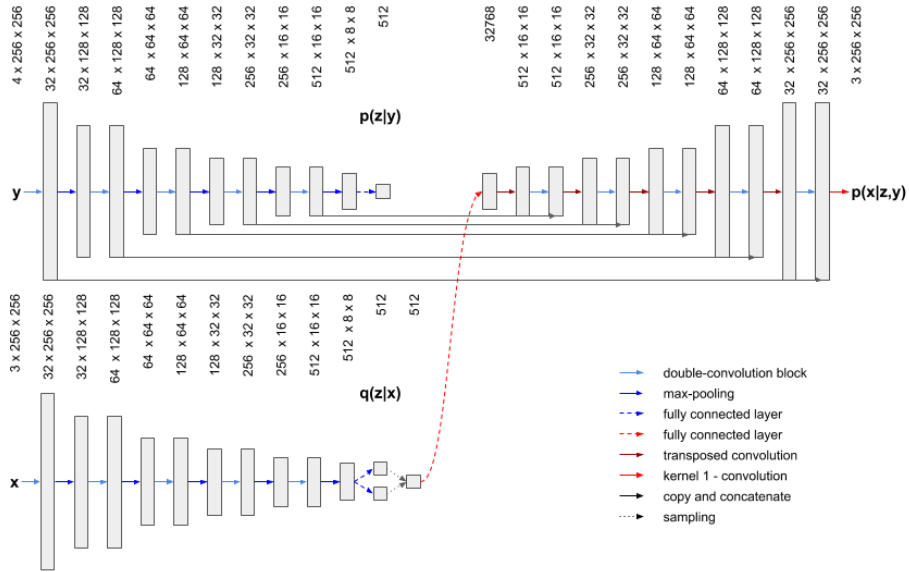 4 x 256 x 256
32 x 256 x 256
32 x 128 x 128
64 x 128 x 128
64 x 64 x 64
128 x 64 x 64
128 x 32 x 32
256 x 32 x 32
256 x 16 x 16
512 x 16 x 16
512 x 8 x 8
512
32768
512 x 16 x 16
512 x 16 x 16
256 x 32 x 32
256 x 32 x 32
128 x 64 x 64
128 x 64 x 64
64 x 128 x 128
64 x 128 x 128
32 x 256 x 256
32 x 256 x 256
3 x 256 x 256
p(z|y)
y
p(x|z,y)
3 x 256 x 256
32 x 256 x 256
32 x 128 x 128
64 x 128 x 128
64 x 64 x 64
128 x 64 x 64
128 x 32 x 32
256 x 32 x 32
256 x 16 x 16
512 x 16 x 16
512 x 8 x 8
512
512
q(z|x)
x
double-convolution block
max-pooling
fully connected layer
fully connected layer
transposed convolution
kernel 1 - convolution
copy and concatenate
sampling